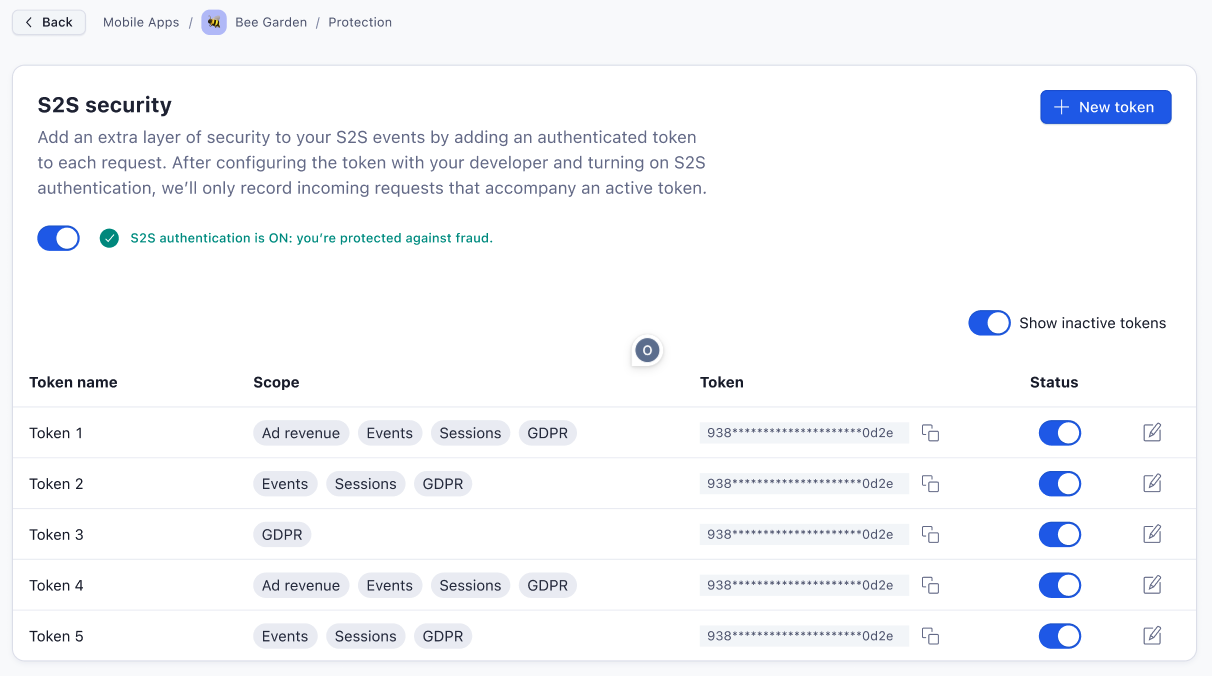 Back Mobile Apps / Bee Garden / Protection
S2S security
New token
Add an extra layer of security to your S2S events by adding an authenticated token
to each request. After configuring the token with your developer and turning on S2S
authentication, we’ll only record incoming requests that accompany an active token.
S2S authentication is ON: you’re protected against fraud.
Show inactive tokens
O
Token name Scope Token Status
Token 1 Ad revenue Events Sessions GDPR 938*********************0d2e
Token 2 Events Sessions GDPR 938*********************0d2e
Token 3 GDPR 938*********************0d2e
Token 4 Ad revenue Events Sessions GDPR 938*********************0d2e
Token 5 Events Sessions GDPR 938*********************0d2e